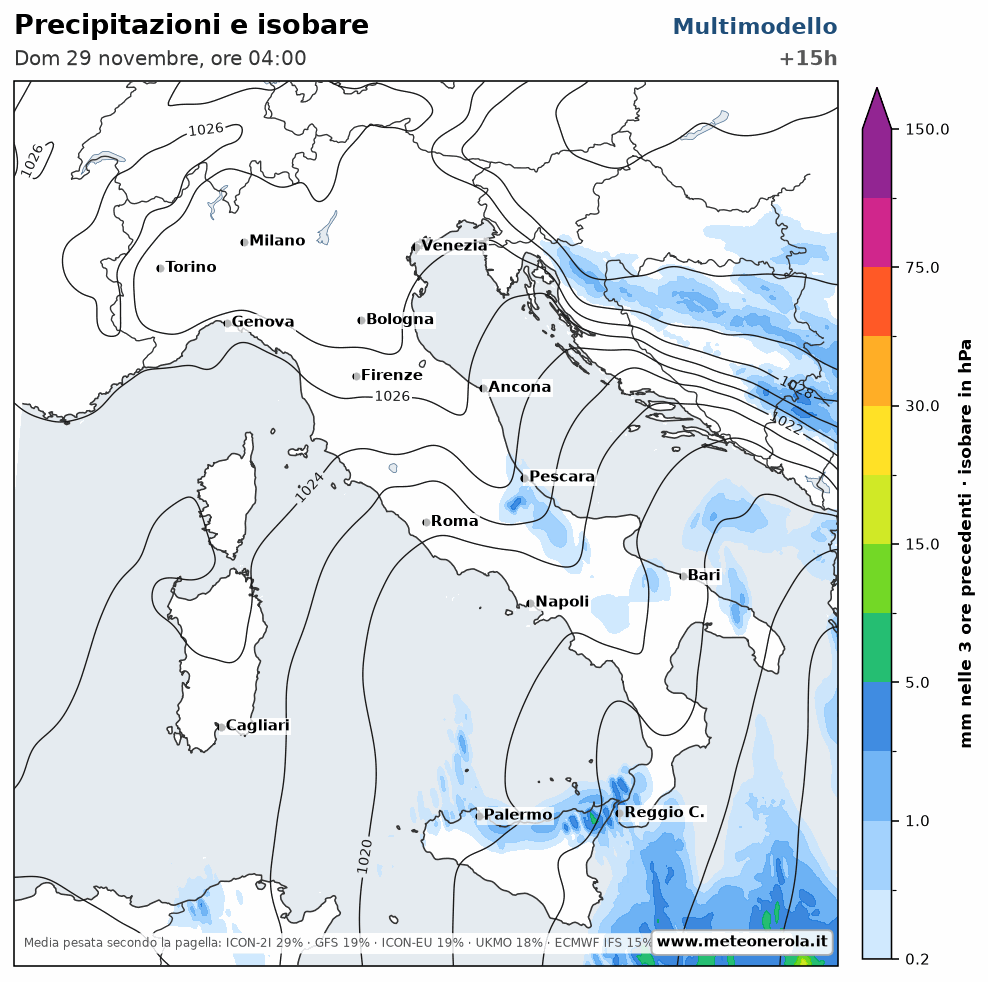 Precipitazioni e isobare
Multimodello
Dom 29 novembre, ore 04:00
+15h
1026
1026
150.0
Milano
Venezia
Torino
75.0
Genova
Bologna
Firenze
Ancona
1028
1026
30.0
1022
Pescara
1024
Roma
15.0
Bari
Napoli
5.0
Cagliari
Palermo
Reggio C.
1.0
1020
mm nelle 3 ore precedenti · isobare in hPa
Media pesata secondo la pagella: ICON-2I 29% · GFS 19% · ICON-EU 19% · UKMO 18% · ECMWF IFS 15%
www.meteonerola.it
0.2